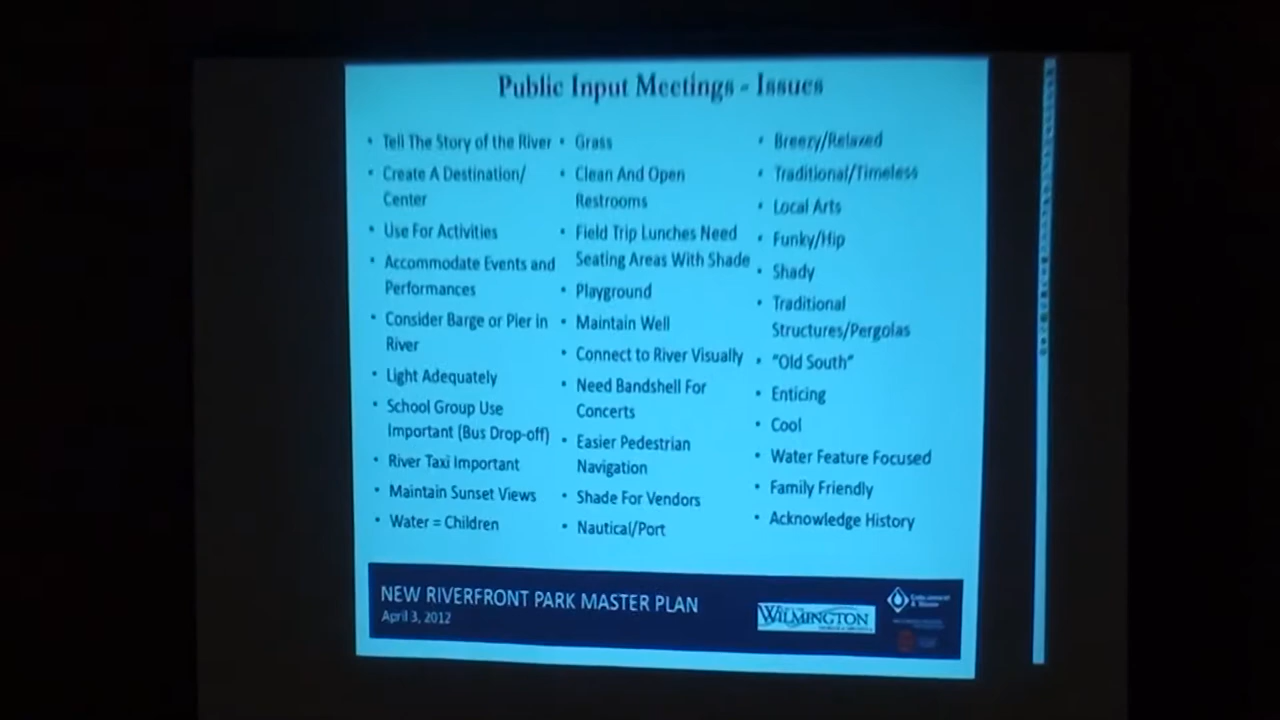 Public Input Meetings - Issues
• Tell The Story of the River
• Create A Destination/
Center
• Use For Activities
• Accommodate Events and
Performances
• Consider Barge or Pier in
River
• Light Adequately
• School Group Use
Important (Bus Drop-off)
• River Taxi Important
• Maintain Sunset Views
• Water = Children
• Grass
• Clean And Open
Restrooms
• Field Trip Lunches Need
Seating Areas With Shade
• Playground
• Maintain Well
• Connect to River Visually
• Need Bandshell For
Concerts
• Easier Pedestrian
Navigation
• Shade For Vendors
• Nautical/Port
• Breezy/Relaxed
• Traditional/Timeless
• Local Arts
• Funky/Hip
• Shady
• Traditional
Structures/Pergolas
• "Old South"
• Enticing
• Cool
• Water Feature Focused
• Family Friendly
• Acknowledge History
NEW RIVERFRONT PARK MASTER PLAN
April 3, 2012
WILMINGTON